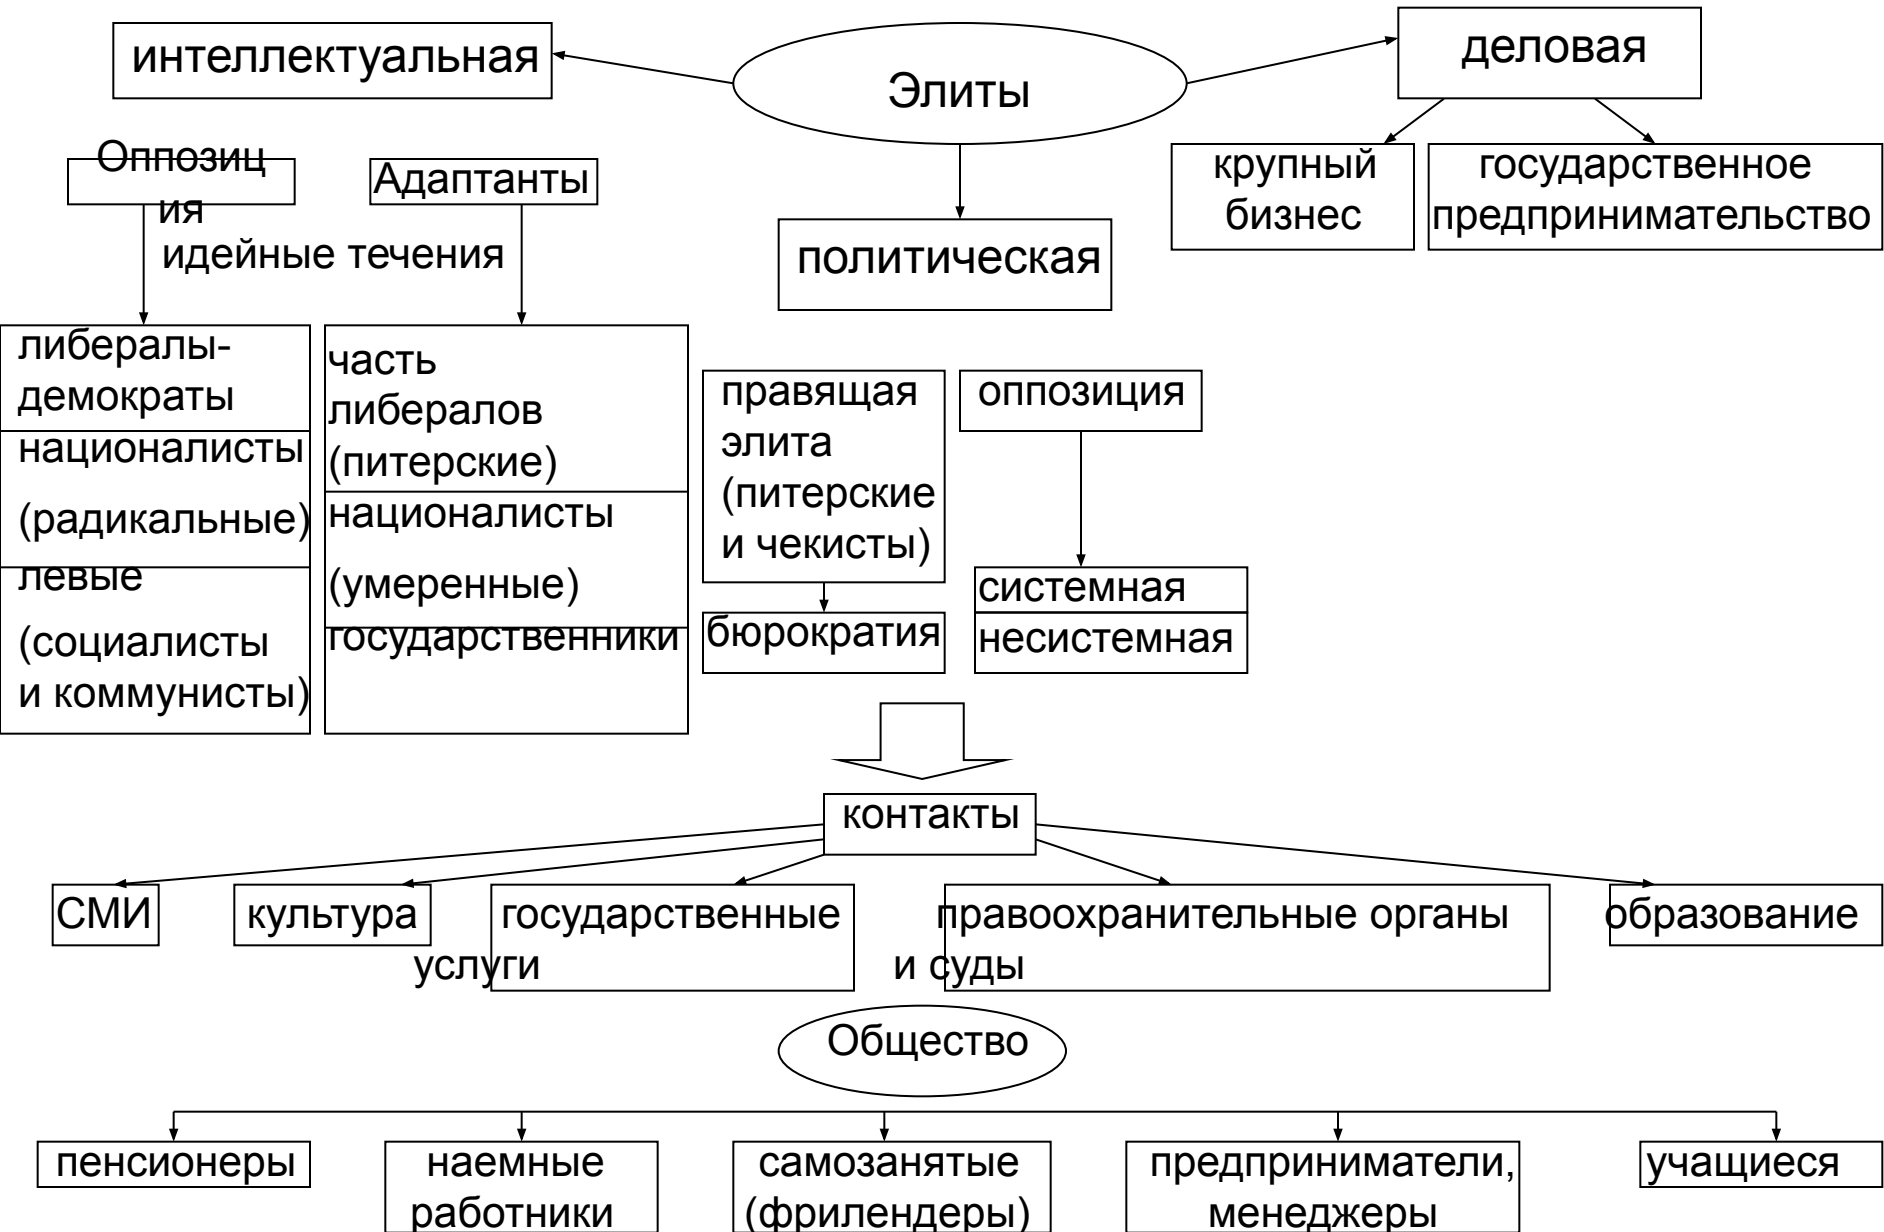 интеллектуальная
Элиты
деловая
Оппозиц
ия
Адаптанты
идейные течения
политическая
крупный
бизнес
государственное
предпринимательство
либералы-
демократы
националисты
(радикальные)
левые
(социалисты
и коммунисты)
часть
либералов
(питерские)
националисты
(умеренные)
государственники
правящая
элита
(питерские
и чекисты)
бюрократия
оппозиция
системная
несистемная
контакты
СМИ
культура
государственные
услуги
правоохранительные органы
и суды
образование
Общество
пенсионеры
наемные
работники
самозанятые
(фрилендеры)
предприниматели,
менеджеры
учащиеся